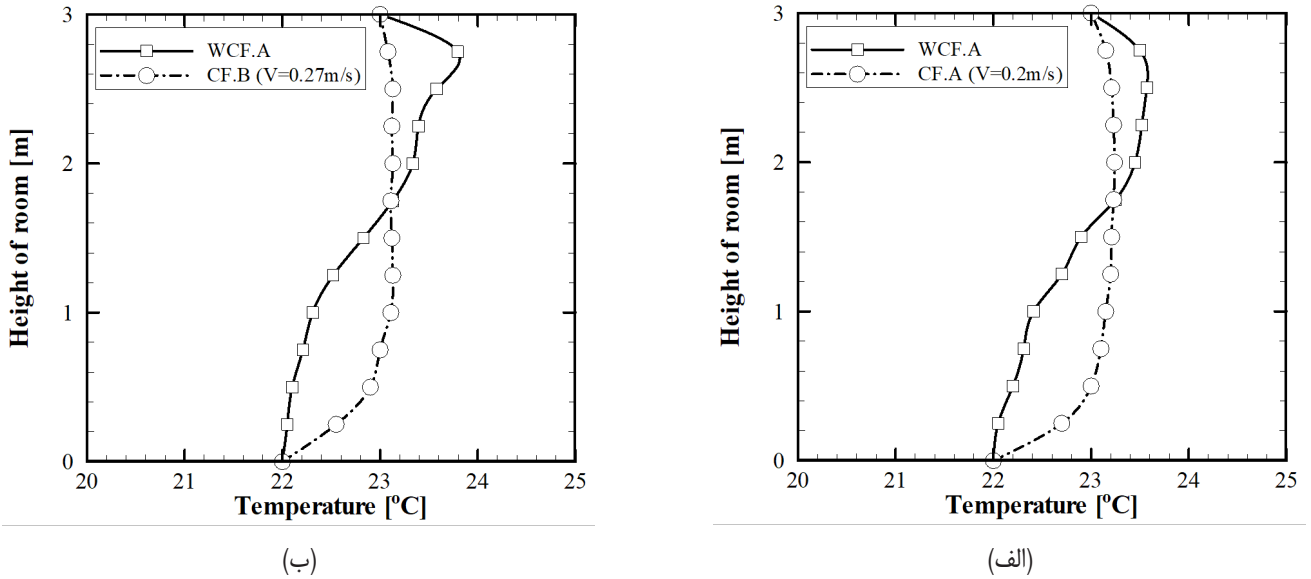 3
2
1
0
20
21
22
23
24
25
Height of room [m]
Temperature [°C]
WCF.A
CF.B (V=0.27m/s)
(ب)
3
2
1
0
20
21
22
23
24
25
Height of room [m]
Temperature [°C]
WCF.A
CF.A (V=0.2m/s)
(الف)